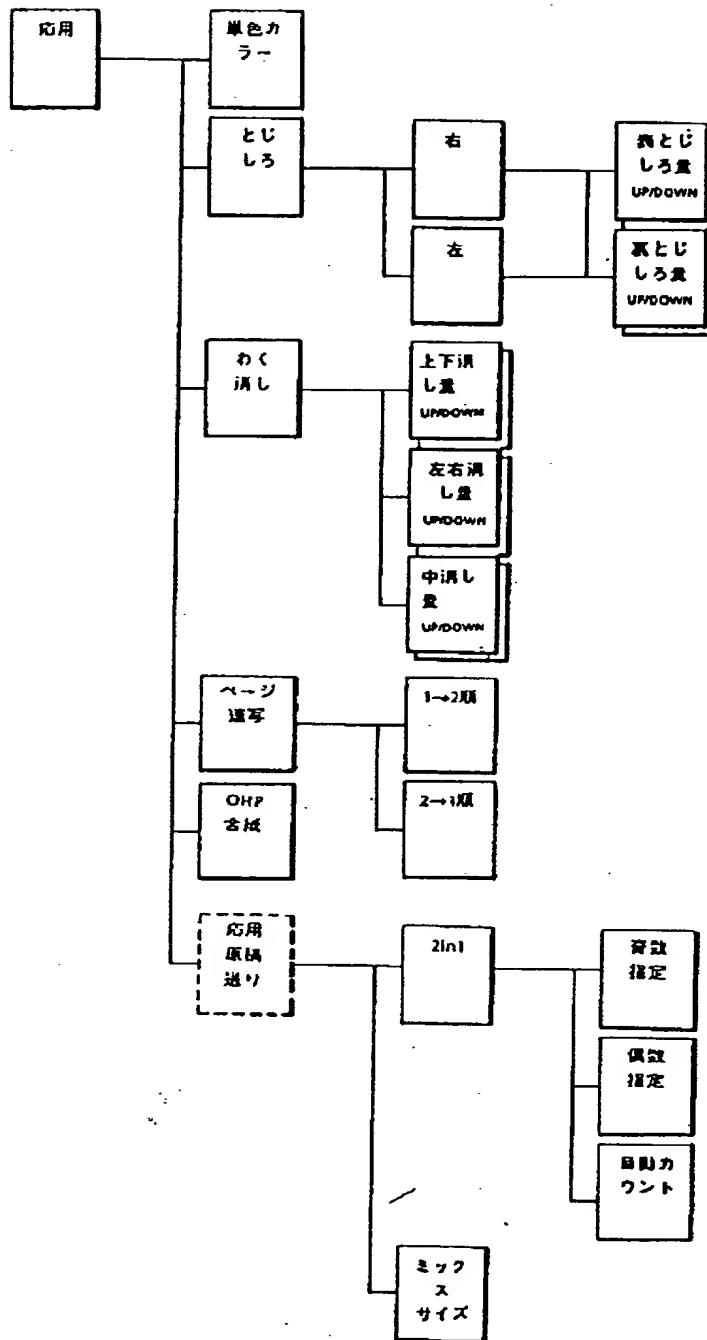 応用
単色カ
ラー
とじ
しろ
右
表とじ
しろ量
UP/DOWN
左
裏とじ
しろ量
UP/DOWN
わく
消し
上下消
し量
UP/DOWN
左右消
し量
UP/DOWN
中消し
量
UP/DOWN
ページ
連写
1→2順
2→1順
OHP
合紙
応用
原稿
送り
2in1
奇数
指定
偶数
指定
自動カ
ウント
ミック
ス
サイズ